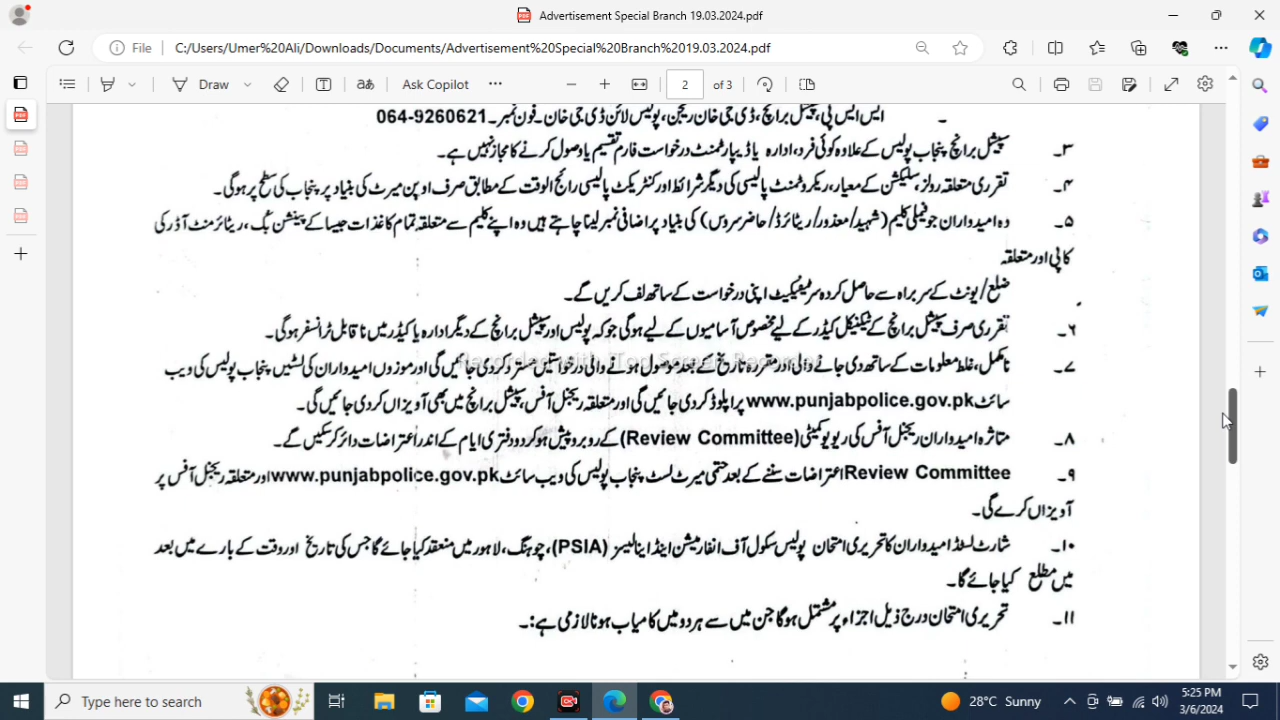 Advertisement Special Branch 19.03.2024.pdf
File C:/Users/Umer%20Ali/Downloads/Documents/Advertisement%20Special%20Branch%2019.03.2024.pdf
Draw Ask Copilot 2 of 3
۔ ایس ایس پی، سپیشل برانچ، ڈی جی خان ریجن، پولیس لائن ڈی جی خان۔ فون نمبر۔ 064-9260621
۳۔ سپیشل برانچ پنجاب پولیس کے علاوہ کوئی فرد، ادارہ یا ڈیپارٹمنٹ درخواست فارم تقسیم یا وصول کرنے کا مجاز نہیں ہے۔
۴۔ تقرری متعلقہ رولز، سلیکشن کے معیار، ریکروٹمنٹ پالیسی کی دیگر شرائط اور کنٹریکٹ پالیسی رائج الوقت کے مطابق صرف اوپن میرٹ کی بنیاد پر پنجاب کی سطح پر ہوگی۔
۵۔ وہ امیدواران جو فیملی کلیم (شہید/معذور/ریٹائرڈ/حاضر سروس) کی بنیاد پر اضافی نمبر لینا چاہتے ہیں وہ اپنے کلیم سے متعلقہ تمام کاغذات جیسا کے پینشن بک، ریٹائرمنٹ آڈر کی
کاپی اور متعلقہ
ضلع/یونٹ کے سربراہ سے حاصل کردہ سرٹیفکیٹ اپنی درخواست کے ساتھ لف کریں گے۔
۶۔ تقرری صرف سپیشل برانچ کے ٹیکنیکل کیڈر کے لیے مخصوص آسامیوں کے لیے ہوگی جو کہ پولیس اور سپیشل برانچ کے دیگر ادارہ یا کیڈر میں ناقابل ٹرانسفر ہوگی۔
Recorded with iTop Screen Recorder
۷۔ نامکمل، غلط معلومات کے ساتھ دی جانے والی اور مقررہ تاریخ کے بعد موصول ہونے والی درخواستیں مسترد کر دی جائیں گی اور موزوں امیدواران کی لسٹیں پنجاب پولیس کی ویب
سائٹ www.punjabpolice.gov.pk پر اپلوڈ کر دی جائیں گی اور متعلقہ ریجنل آفس سپیشل برانچ میں بھی آویزاں کر دی جائیں گی۔
۸۔ متاثرہ امیدواران ریجنل آفس کی ریویو کمیٹی (Review Committee) کے روبرو پیش ہو کر دو دفتری ایام کے اندر اعتراضات دائر کر سکیں گے۔
۹۔ Review Committee اعتراضات سننے کے بعد حتمی میرٹ لسٹ پنجاب پولیس کی ویب سائٹ www.punjabpolice.gov.pk اور متعلقہ ریجنل آفس پر
آویزاں کرے گی۔
۱۰۔ شارٹ لسٹڈ امیدواران کا تحریری امتحان پولیس سکول آف انفارمیشن اینڈ اینالیسز (PSIA)، چوہنگ، لاہور میں منعقد کیا جائے گا جس کی تاریخ اور وقت کے بارے میں بعد
میں مطلع کیا جائے گا۔
۱۱۔ تحریری امتحان درج ذیل اجزاء پر مشتمل ہوگا جن میں سے ہر دو میں کامیاب ہونا لازمی ہے:۔
Type here to search
28°C Sunny
5:25 PM
3/6/2024